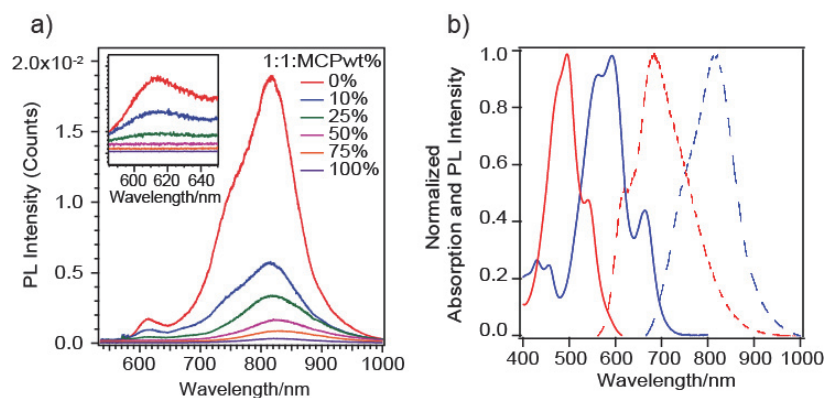 a)
2.0x10⁻²
1.5
1.0
0.5
0.0
PL Intensity (Counts)
600 620 640
Wavelength/nm
1:1:MCPwt%
0%
10%
25%
50%
75%
100%
600 700 800 900 1000
Wavelength/nm
b)
1.0
0.8
0.6
0.4
0.2
0.0
Normalized
Absorption and PL Intensity
400 500 600 700 800 900 1000
Wavelength/nm